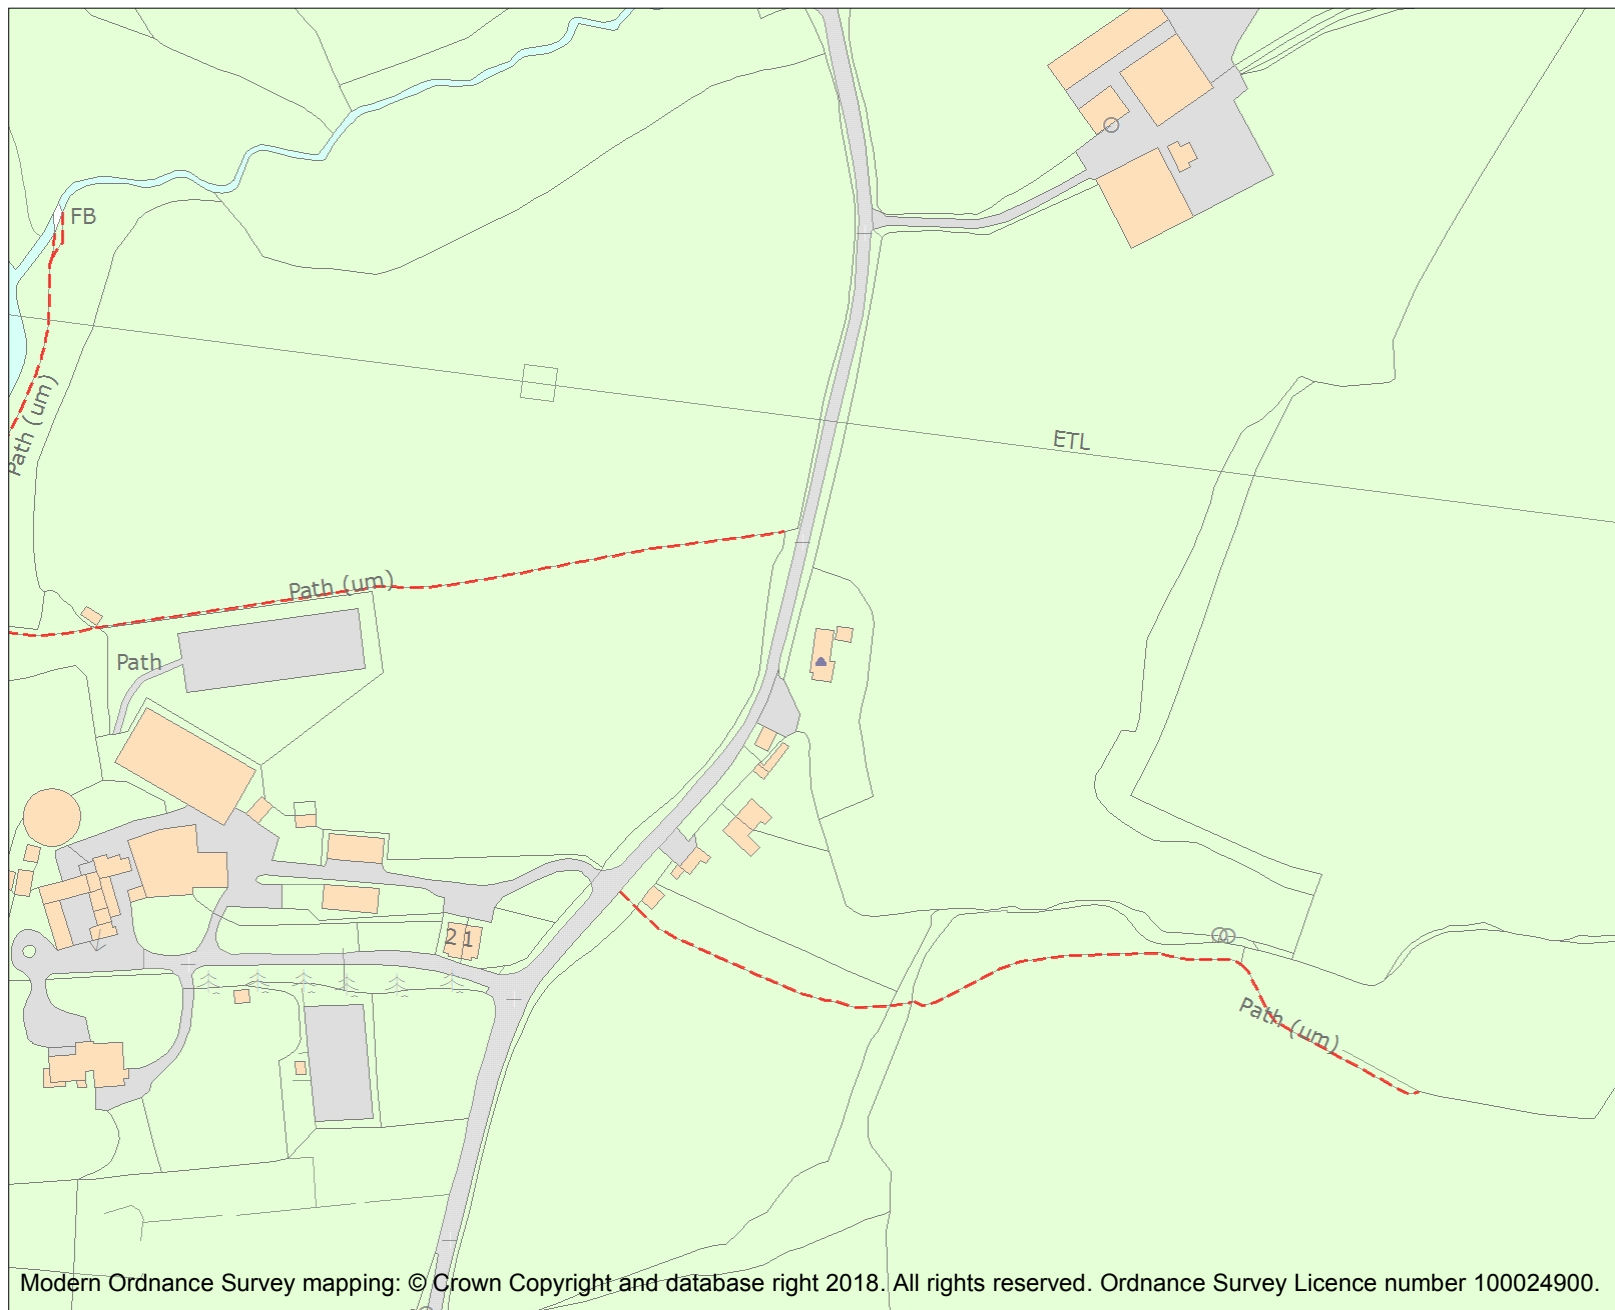 FB
Path (um)
ETL
Path (um)
Path
2 1
Path (um)
Modern Ordnance Survey mapping: © Crown Copyright and database right 2018. All rights reserved. Ordnance Survey Licence number 100024900.